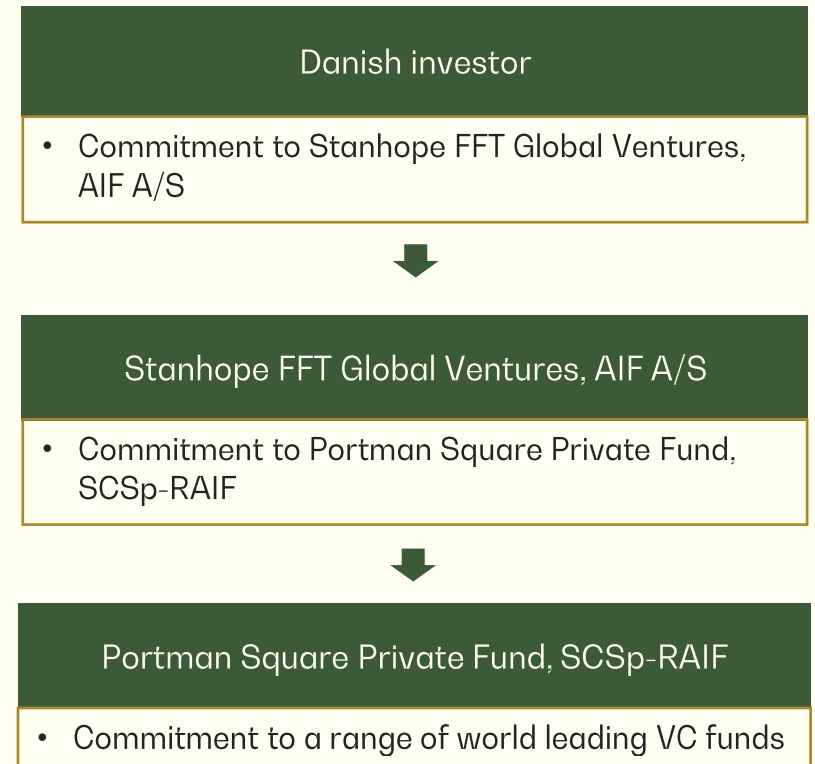 Danish investor
• Commitment to Stanhope FFT Global Ventures,
AIF A/S
Stanhope FFT Global Ventures, AIF A/S
• Commitment to Portman Square Private Fund,
SCSp-RAIF
Portman Square Private Fund, SCSp-RAIF
• Commitment to a range of world leading VC funds